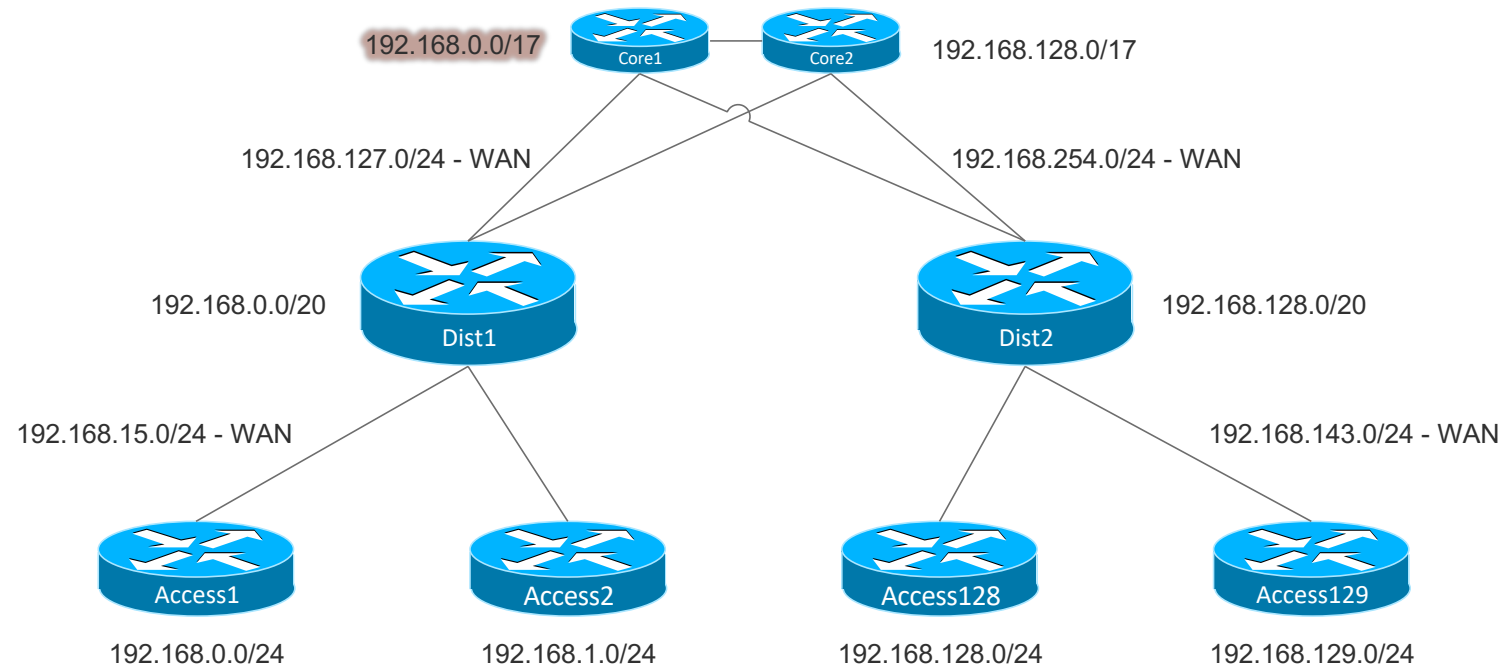 192.168.0.0/17
Core1
Core2
192.168.128.0/17
192.168.127.0/24 - WAN
192.168.254.0/24 - WAN
192.168.0.0/20
Dist1
Dist2
192.168.128.0/20
192.168.15.0/24 - WAN
192.168.143.0/24 - WAN
Access1
Access2
Access128
Access129
192.168.0.0/24
192.168.1.0/24
192.168.128.0/24
192.168.129.0/24